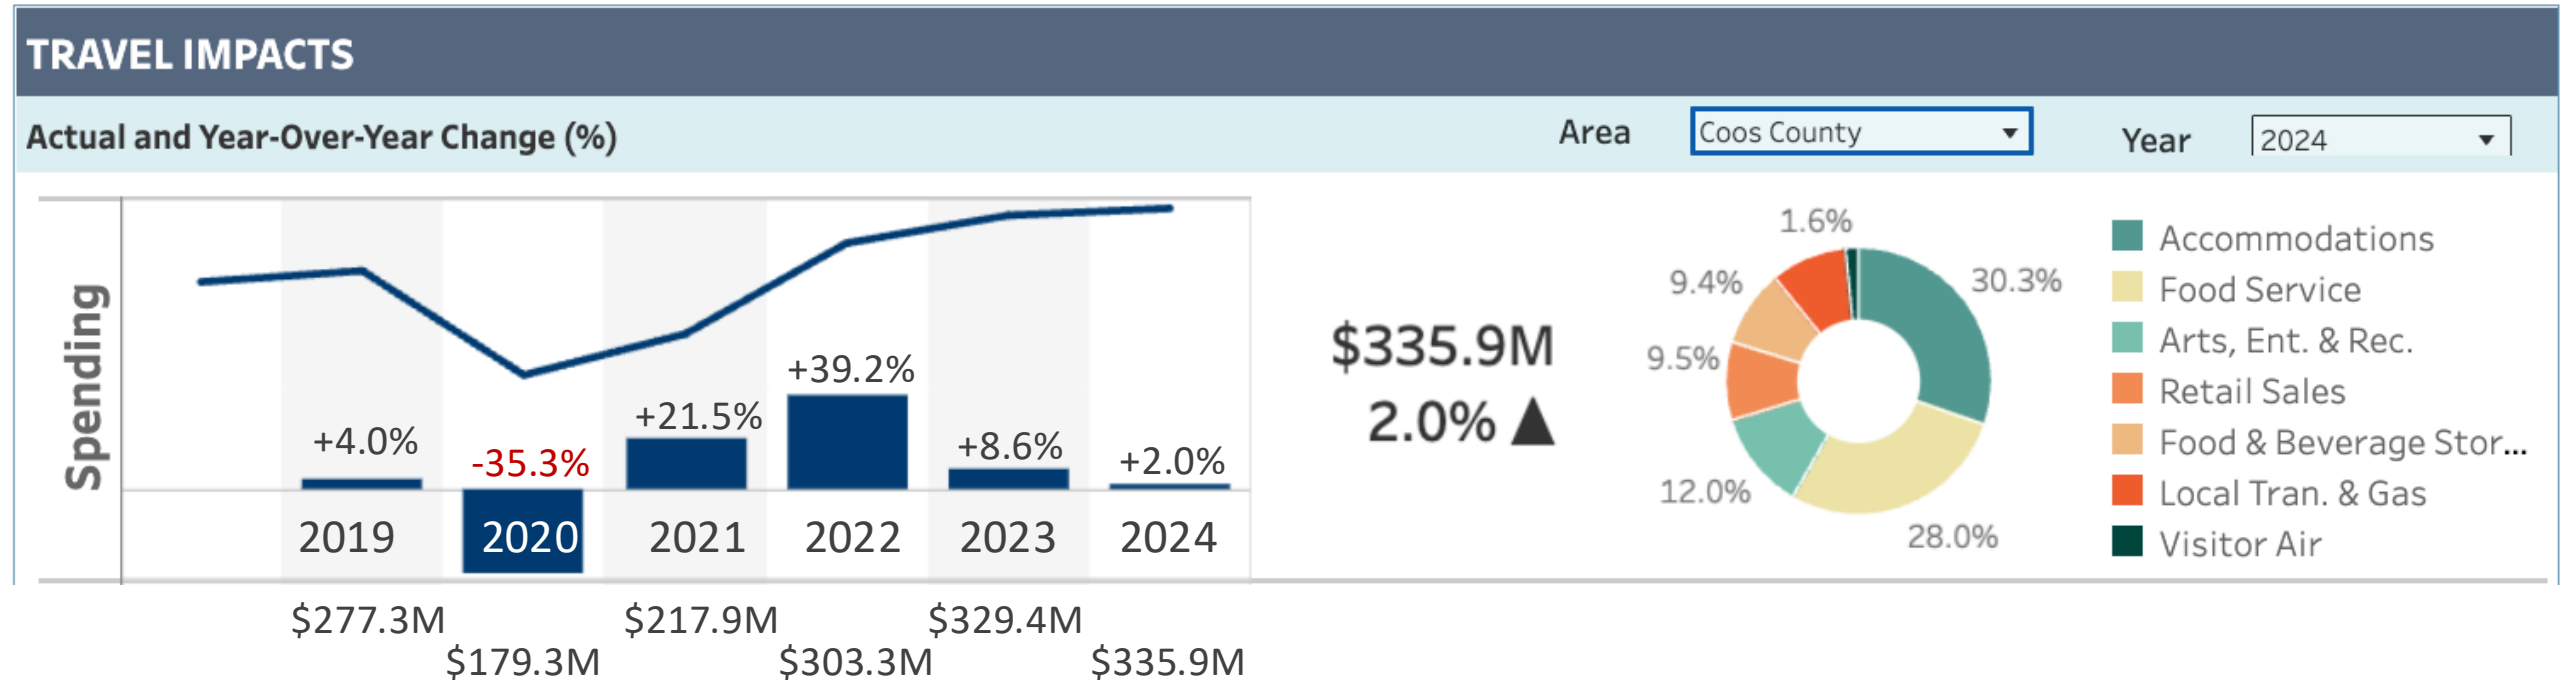 TRAVEL IMPACTS
Actual and Year-Over-Year Change (%)
Area
Coos County
Year
2024
Spending
+4.0%
-35.3%
+21.5%
+39.2%
+8.6%
+2.0%
2019
2020
2021
2022
2023
2024
$277.3M
$179.3M
$217.9M
$303.3M
$329.4M
$335.9M
$335.9M
2.0% ▲
1.6%
9.4%
30.3%
9.5%
12.0%
28.0%
Accommodations
Food Service
Arts, Ent. & Rec.
Retail Sales
Food & Beverage Stor...
Local Tran. & Gas
Visitor Air